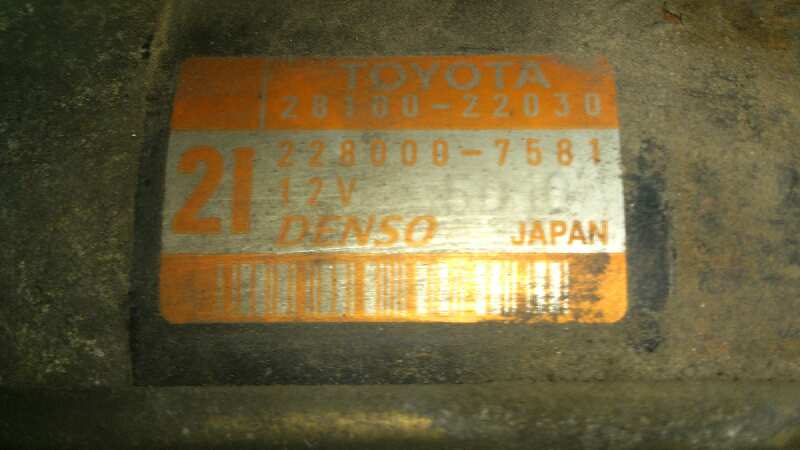 TOYOTA
28100-22030
21
228000-7581
12V
DENSO JAPAN